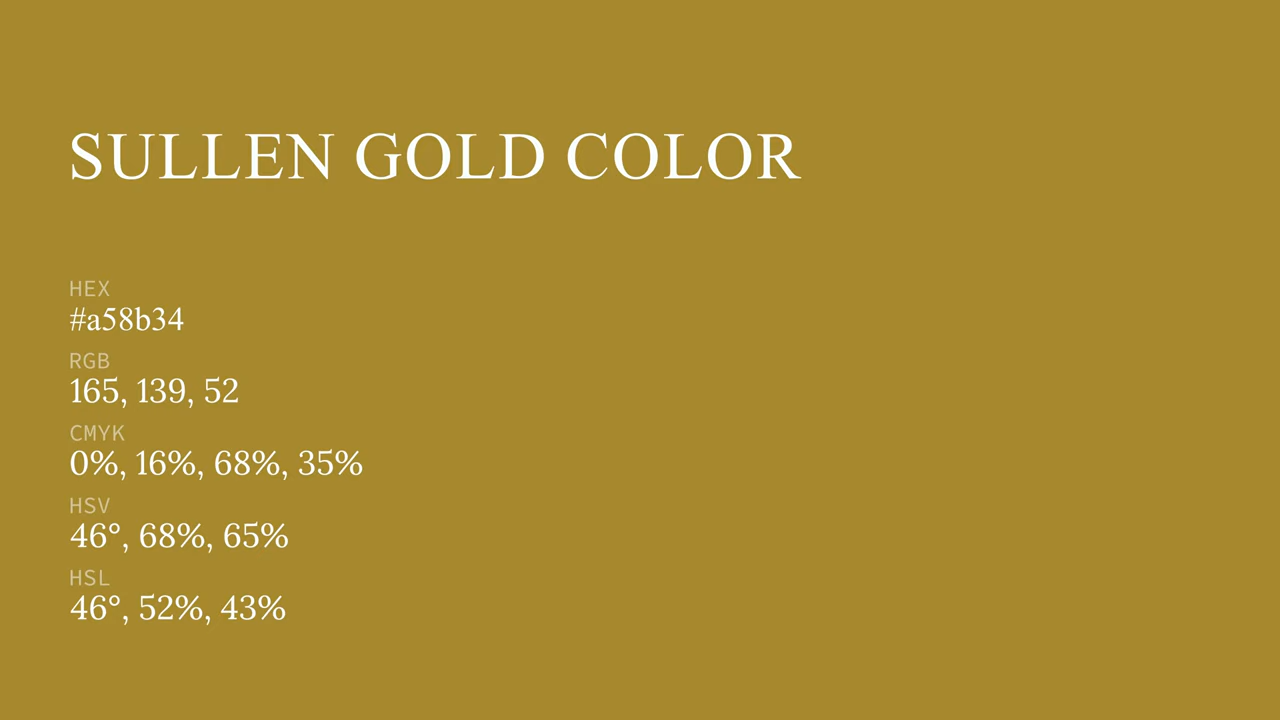 SULLEN GOLD COLOR
HEX
#a58b34
RGB
165, 139, 52
CMYK
0%, 16%, 68%, 35%
HSV
46°, 68%, 65%
HSL
46°, 52%, 43%